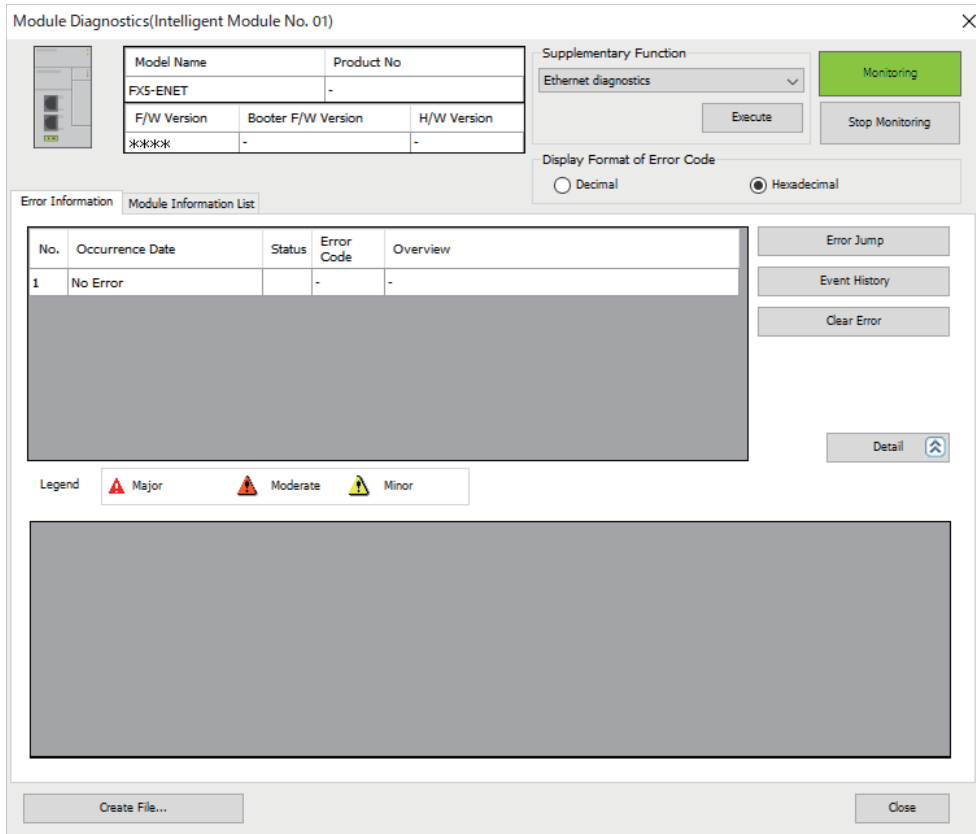 Module Diagnostics(Intelligent Module No. 01)
Model Name Product No
FX5-ENET -
F/W Version Booter F/W Version H/W Version
**** - -
Supplementary Function
Ethernet diagnostics
Execute
Monitoring
Stop Monitoring
Display Format of Error Code
Decimal Hexadecimal
Error Information Module Information List
No. Occurrence Date Status Error Code Overview
1 No Error - -
Error Jump
Event History
Clear Error
Detail
Legend Major Moderate Minor
Create File... Close